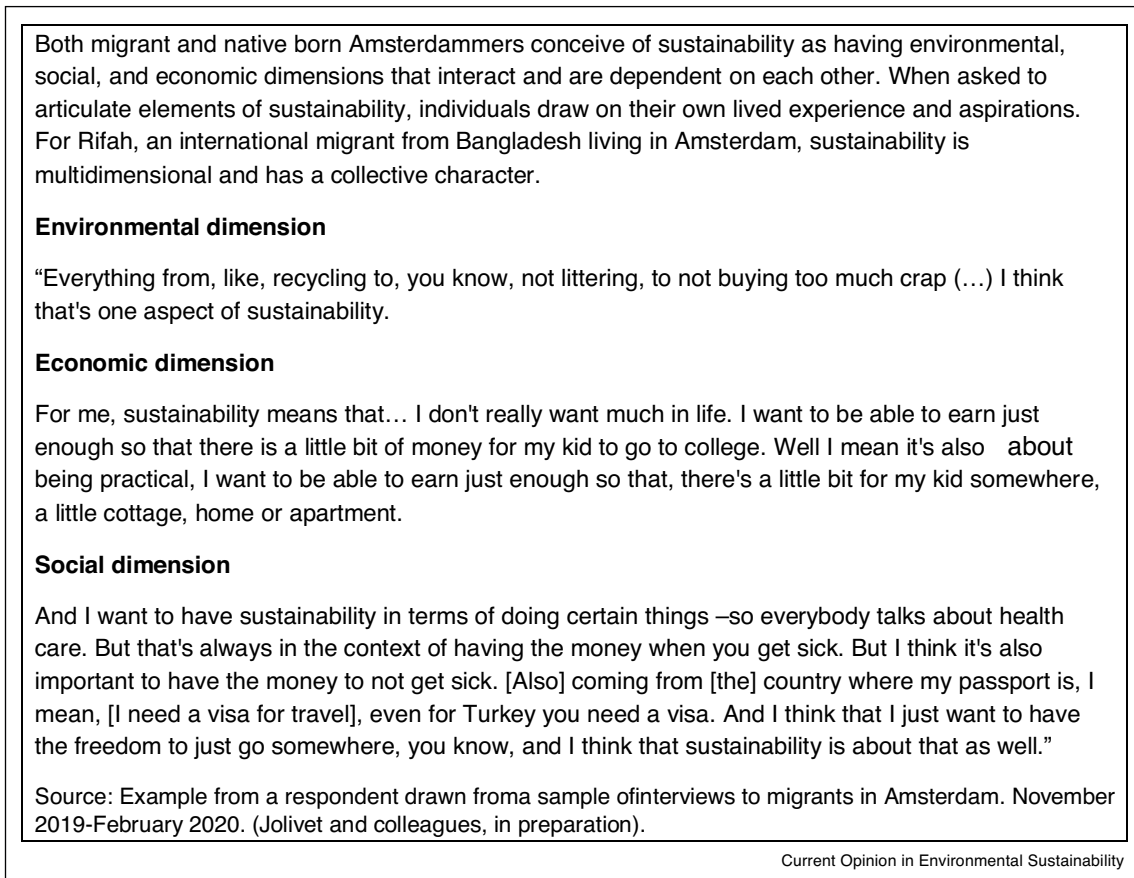 Both migrant and native born Amsterdammers conceive of sustainability as having environmental,
social, and economic dimensions that interact and are dependent on each other. When asked to
articulate elements of sustainability, individuals draw on their own lived experience and aspirations.
For Rifah, an international migrant from Bangladesh living in Amsterdam, sustainability is
multidimensional and has a collective character.
Environmental dimension
“Everything from, like, recycling to, you know, not littering, to not buying too much crap (…) I think
that's one aspect of sustainability.
Economic dimension
For me, sustainability means that… I don't really want much in life. I want to be able to earn just
enough so that there is a little bit of money for my kid to go to college. Well I mean it's also about
being practical, I want to be able to earn just enough so that, there's a little bit for my kid somewhere,
a little cottage, home or apartment.
Social dimension
And I want to have sustainability in terms of doing certain things –so everybody talks about health
care. But that's always in the context of having the money when you get sick. But I think it's also
important to have the money to not get sick. [Also] coming from [the] country where my passport is, I
mean, [I need a visa for travel], even for Turkey you need a visa. And I think that I just want to have
the freedom to just go somewhere, you know, and I think that sustainability is about that as well.”
Source: Example from a respondent drawn froma sample ofinterviews to migrants in Amsterdam. November
2019-February 2020. (Jolivet and colleagues, in preparation).
Current Opinion in Environmental Sustainability